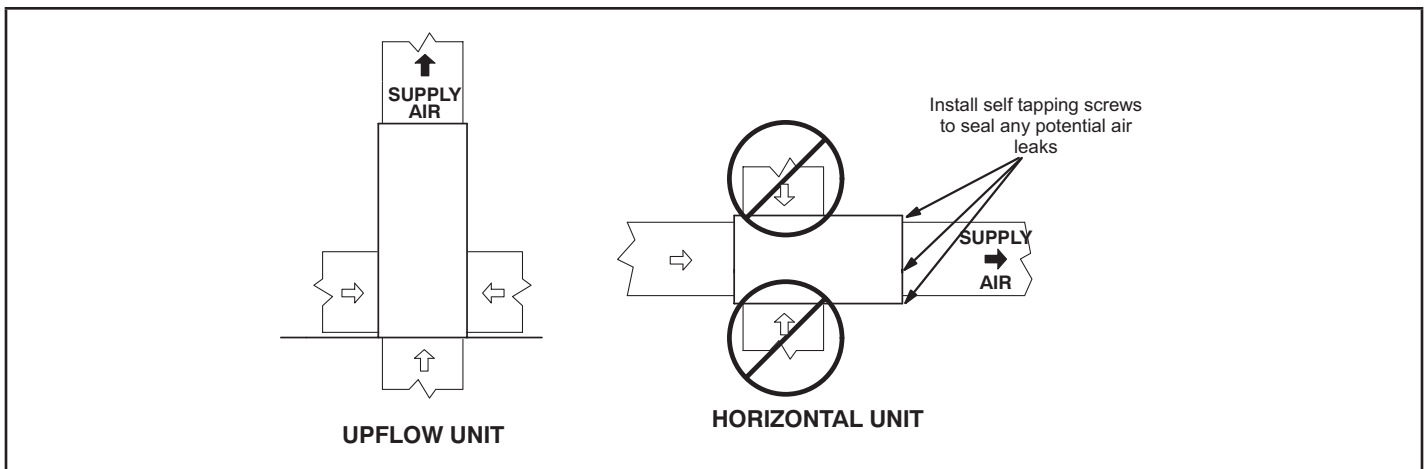 SUPPLY
AIR
UPFLOW UNIT
Install self tapping screws
to seal any potential air
leaks
SUPPLY
AIR
HORIZONTAL UNIT